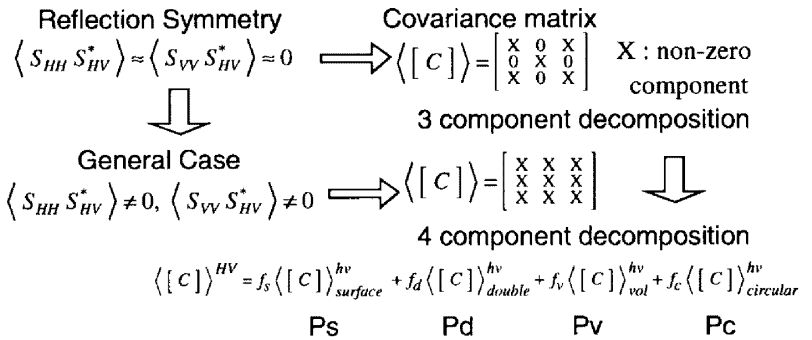 Reflection Symmetry
Covariance matrix
⟨ S_HH S*_HV ⟩ ≈ ⟨ S_VV S*_HV ⟩ ≈ 0
⟨[ C ]⟩ = [ X 0 X
0 X 0
X 0 X ]
X : non-zero
component
3 component decomposition
General Case
⟨ S_HH S*_HV ⟩ ≠ 0, ⟨ S_VV S*_HV ⟩ ≠ 0
⟨[ C ]⟩ = [ X X X
X X X
X X X ]
4 component decomposition
⟨[ C ]⟩^HV = f_s ⟨[ C ]⟩^hv_surface + f_d ⟨[ C ]⟩^hv_double + f_v ⟨[ C ]⟩^hv_vol + f_c ⟨[ C ]⟩^hv_circular
Ps Pd Pv Pc